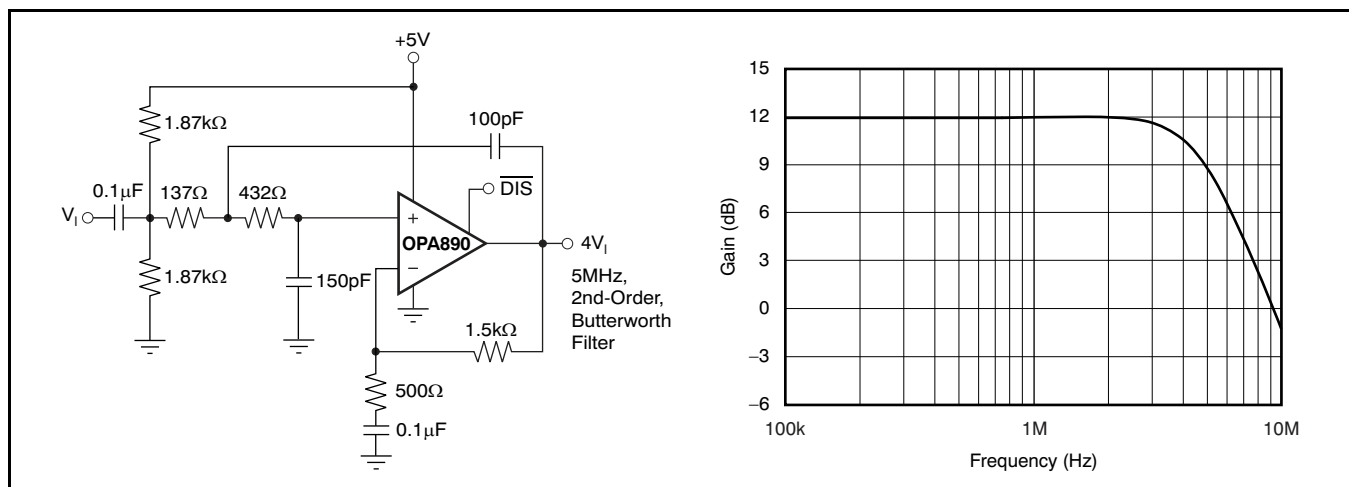 +5V
1.87kΩ
100pF
0.1μF
137Ω
432Ω
DIS
V_I
+
OPA890
−
4V_I
1.87kΩ
150pF
5MHz,
2nd-Order,
Butterworth
Filter
1.5kΩ
500Ω
0.1μF
15
12
9
6
3
0
−3
−6
Gain (dB)
100k
1M
10M
Frequency (Hz)